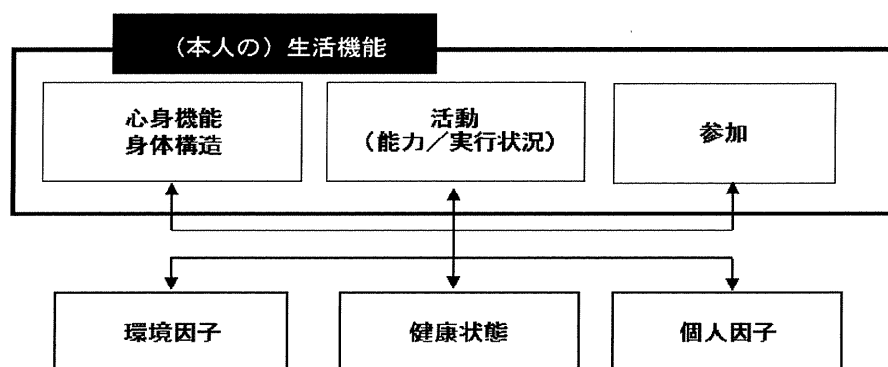 （本人の）生活機能
心身機能
身体構造
活動
（能力／実行状況）
参加
環境因子
健康状態
個人因子